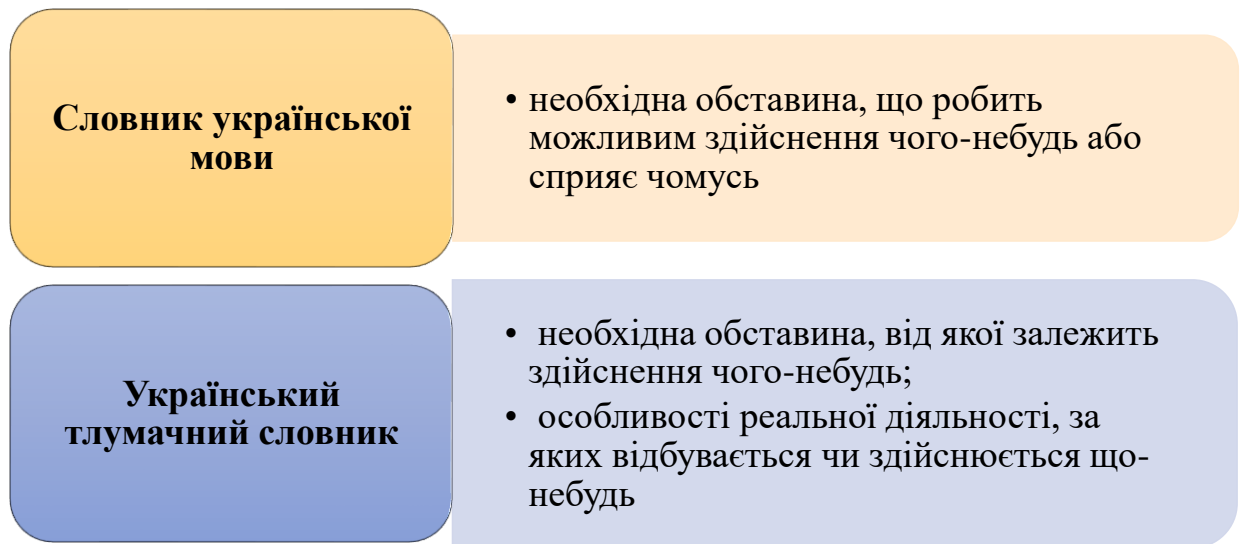 Словник української
мови
• необхідна обставина, що робить
можливим здійснення чого-небудь або
сприяє чомусь
Український
тлумачний словник
• необхідна обставина, від якої залежить
здійснення чого-небудь;
• особливості реальної діяльності, за
яких відбувається чи здійснюється що-
небудь